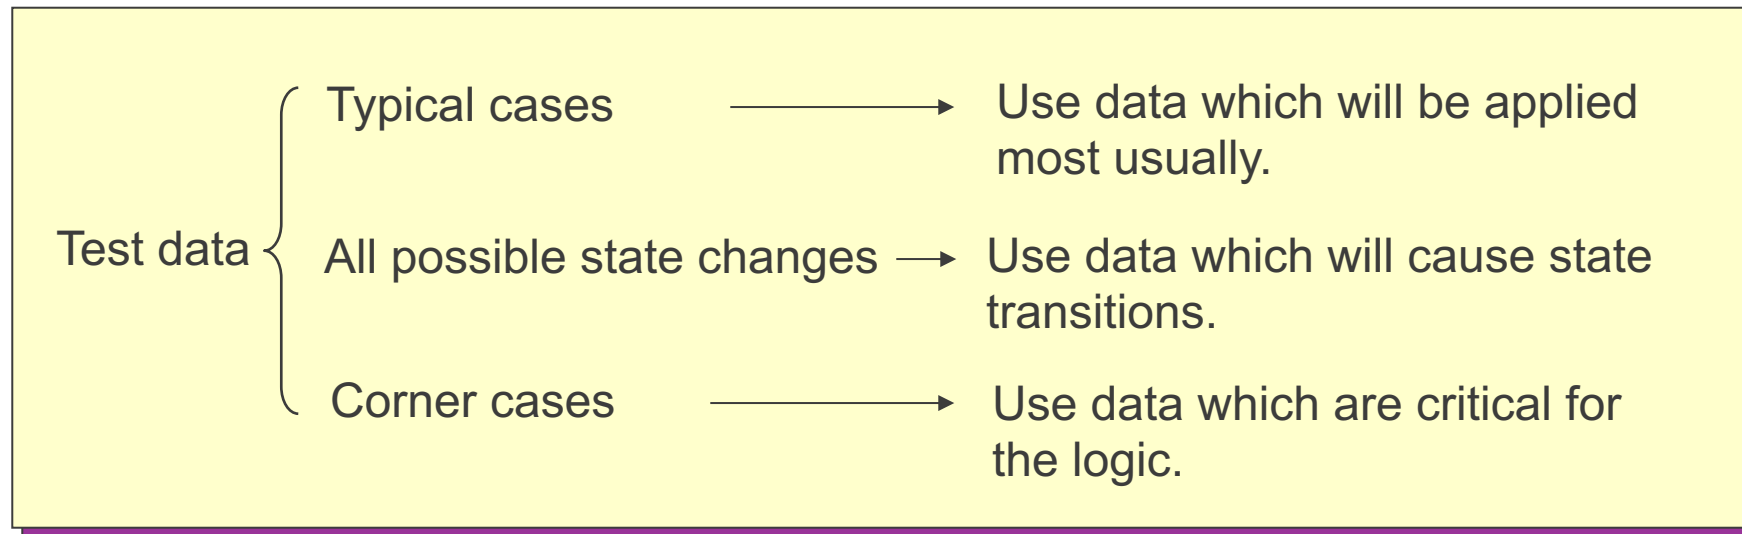 Typical cases
Use data which will be applied
most usually.
Test data
All possible state changes
Use data which will cause state
transitions.
Corner cases
Use data which are critical for
the logic.